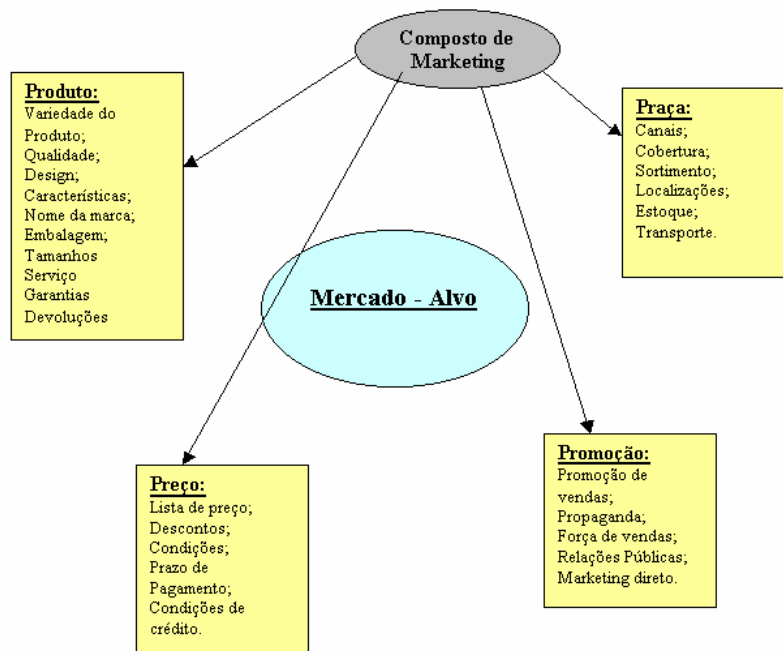 Composto de
Marketing
Produto:
Variedade do
Produto;
Qualidade;
Design;
Características;
Nome da marca;
Embalagem;
Tamanhos
Serviço
Garantias
Devoluções
Praça:
Canais;
Cobertura;
Sortimento;
Localizações;
Estoque;
Transporte.
Mercado - Alvo
Preço:
Lista de preço;
Descontos;
Condições;
Prazo de
Pagamento;
Condições de
crédito.
Promoção:
Promoção de
vendas;
Propaganda;
Força de vendas;
Relações Públicas;
Marketing direto.